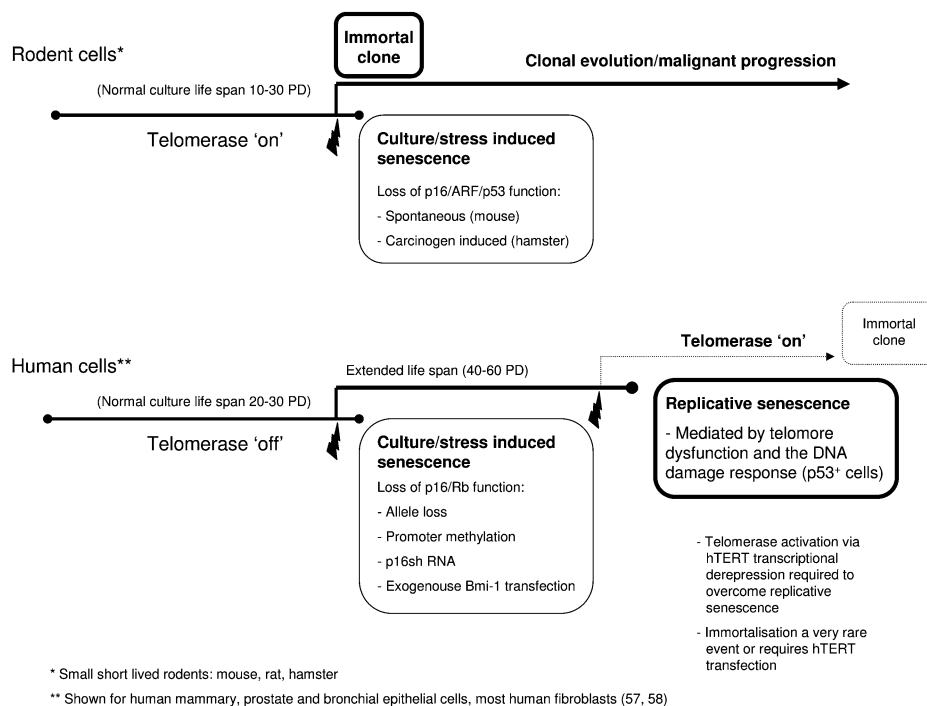 Rodent cells*
Immortal
clone
Clonal evolution/malignant progression
(Normal culture life span 10-30 PD)
Telomerase ‘on’
Culture/stress induced
senescence
Loss of p16/ARF/p53 function:
- Spontaneous (mouse)
- Carcinogen induced (hamster)
Human cells**
Immortal
clone
Telomerase ‘on’
Extended life span (40-60 PD)
(Normal culture life span 20-30 PD)
Telomerase ‘off’
Culture/stress induced
senescence
Loss of p16/Rb function:
- Allele loss
- Promoter methylation
- p16sh RNA
- Exogenouse Bmi-1 transfection
Replicative senescence
- Mediated by telomore
dysfunction and the DNA
damage response (p53⁺ cells)
- Telomerase activation via
hTERT transcriptional
derepression required to
overcome replicative
senescence
- Immortalisation a very rare
event or requires hTERT
transfection
* Small short lived rodents: mouse, rat, hamster
** Shown for human mammary, prostate and bronchial epithelial cells, most human fibroblasts (57, 58)